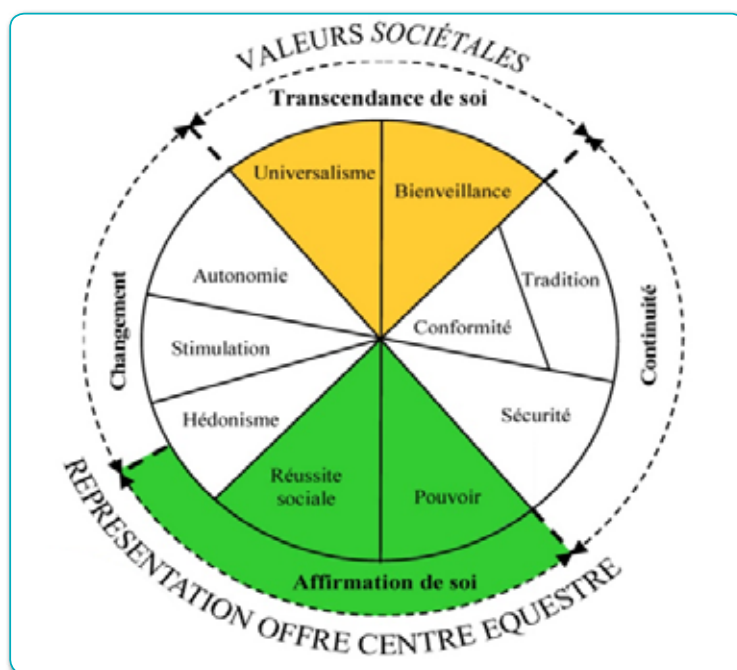 VALEURS SOCIÉTALES
Transcendance de soi
Universalisme
Bienveillance
Autonomie
Tradition
Changement
Stimulation
Conformité
Continuité
Hédonisme
Sécurité
Réussite
sociale
Pouvoir
Affirmation de soi
REPRESENTATION OFFRE CENTRE EQUESTRE